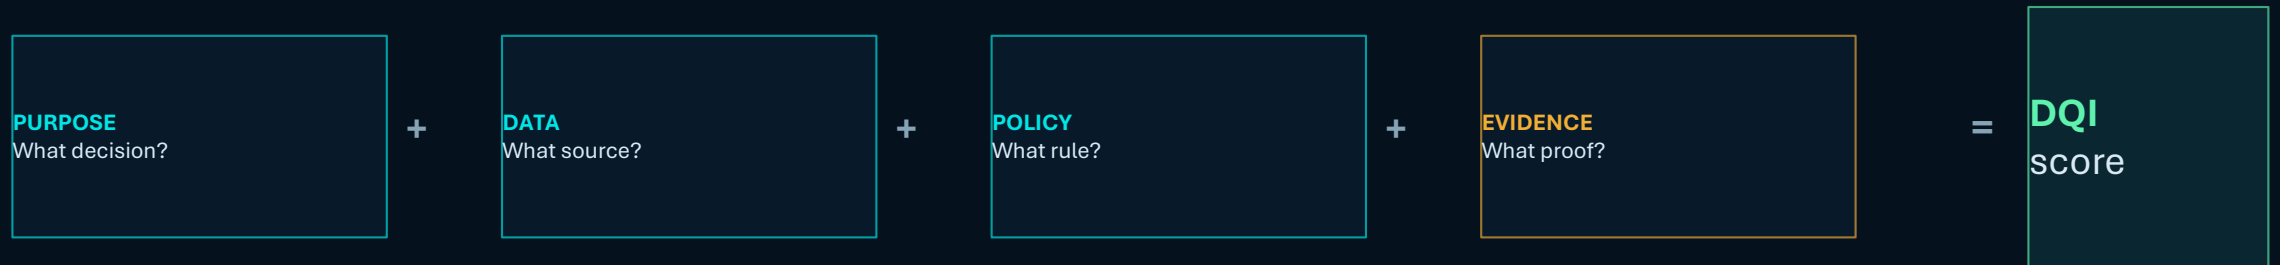 PURPOSE
What decision?
+
DATA
What source?
+
POLICY
What rule?
+
EVIDENCE
What proof?
=
DQI
score